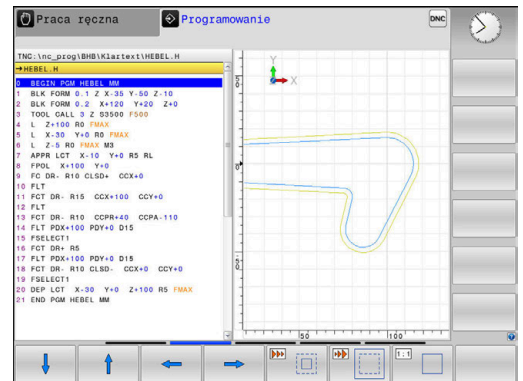 Praca ręczna
Programowanie
DNC
TNC:\nc_prog\BHB\Klartext\HEBEL.H
→HEBEL.H
0 BEGIN PGM HEBEL MM
1 BLK FORM 0.1 Z X-35 Y-50 Z-10
2 BLK FORM 0.2 X+120 Y+20 Z+0
3 TOOL CALL 3 Z S3500 F500
4 L Z+100 R0 FMAX
5 L X-30 Y+0 R0 FMAX
6 L Z-5 R0 FMAX M3
7 APPR LCT X-10 Y+0 R5 RL
8 FPOL X+100 Y+0
9 FC DR- R10 CLSD+ CCX+0
10 FLT
11 FCT DR- R15 CCX+100 CCY+0
12 FLT
13 FCT DR- R10 CCPR+40 CCPA-110
14 FLT PDX+100 PDY+0 D15
15 FSELECT1
16 FCT DR+ R5
17 FLT PDX+100 PDY+0 D15
18 FCT DR- R10 CLSD- CCX+0 CCY+0
19 FSELECT1
20 DEP LCT X-30 Y+0 Z+100 R5 FMAX
21 END PGM HEBEL MM
Y
X
0
50
100
1:1